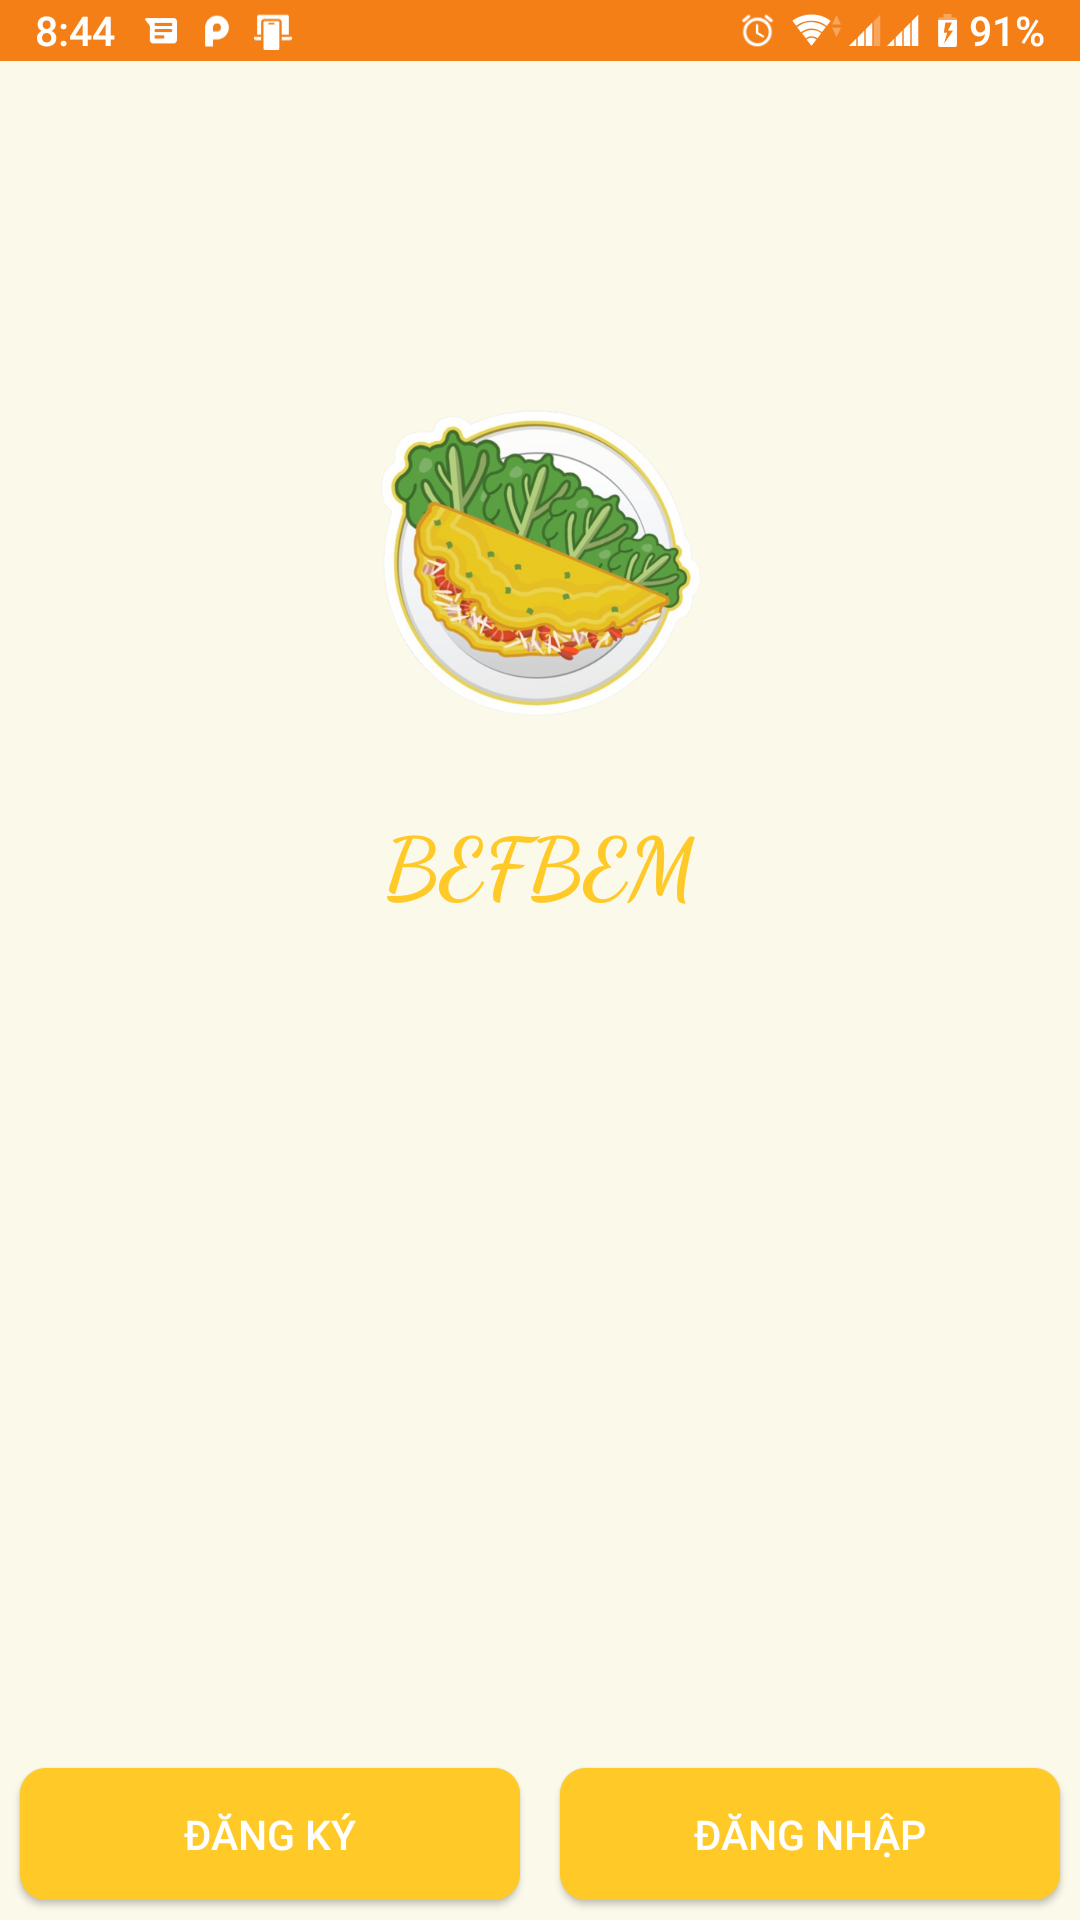 8:44
91%
BEFBEM
ĐĂNG KÝ
ĐĂNG NHẬP